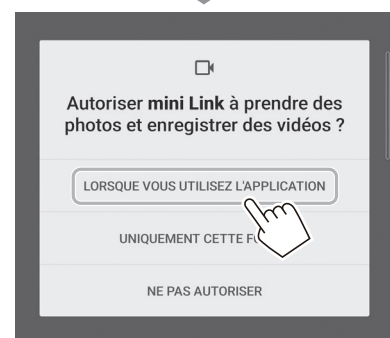 Autoriser mini Link à prendre des
photos et enregistrer des vidéos ?
LORSQUE VOUS UTILISEZ L'APPLICATION
UNIQUEMENT CETTE
NE PAS AUTORISER